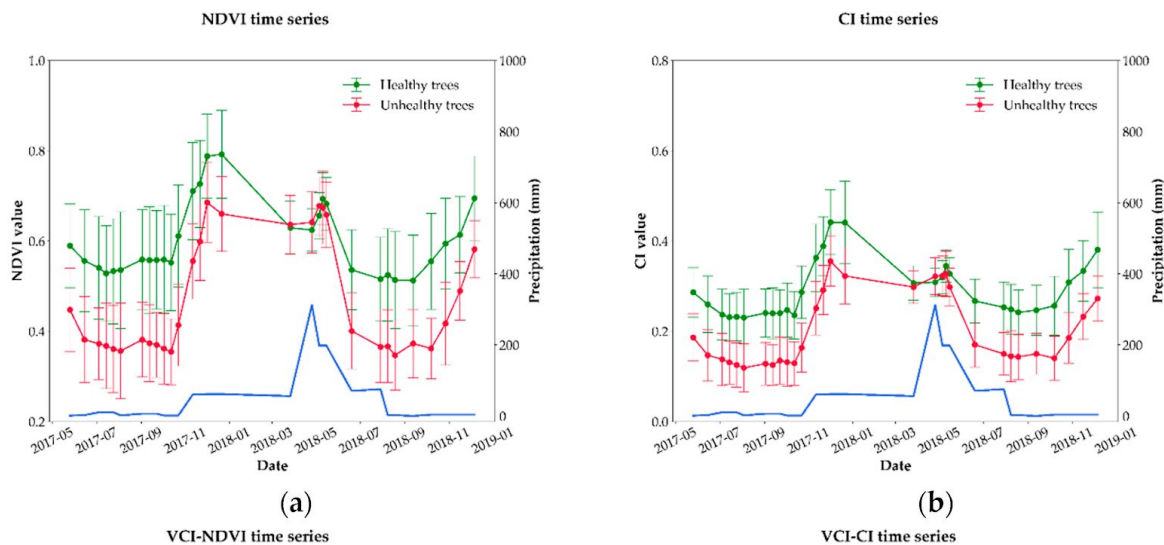 NDVI time series
1.0
0.8
0.6
0.4
0.2
NDVI value
Healthy trees
Unhealthy trees
1000
800
600
400
200
0
Precipitation (mm)
2017-05 2017-07 2017-09 2017-11 2018-01 2018-03 2018-05 2018-07 2018-09 2018-11 2019-01
Date
(a)
CI time series
0.8
0.6
0.4
0.2
0.0
CI value
Healthy trees
Unhealthy trees
1000
800
600
400
200
0
Precipitation (mm)
2017-05 2017-07 2017-09 2017-11 2018-01 2018-03 2018-05 2018-07 2018-09 2018-11 2019-01
Date
(b)
VCI-NDVI time series
VCI-CI time series